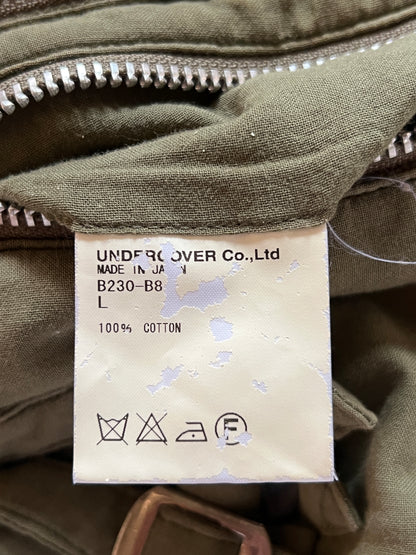 UNDERCOVER Co.,Ltd
MADE IN JAPAN
B230-B8
L
100% COTTON
F